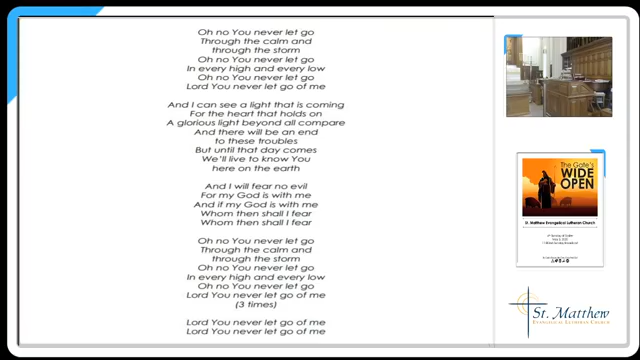 Oh no You never let go
Through the calm and
through the storm
Oh no You never let go
In every high and every low
Oh no You never let go
Lord You never let go of me
And I can see a light that is coming
For the heart that holds on
A glorious light beyond all compare
And there will be an end
to these troubles
But until that day comes
We'll live to know You
here on the earth
And I will fear no evil
For my God is with me
And if my God is with me
Whom then shall I fear
Whom then shall I fear
Oh no You never let go
Through the calm and
through the storm
Oh no You never let go
In every high and every low
Oh no You never let go
Lord You never let go of me
(3 times)
Lord You never let go of me
Lord You never let go of me
The Gate's
WIDE
OPEN
St. Matthew Evangelical Lutheran Church
St. Matthew
EVANGELICAL LUTHERAN CHURCH